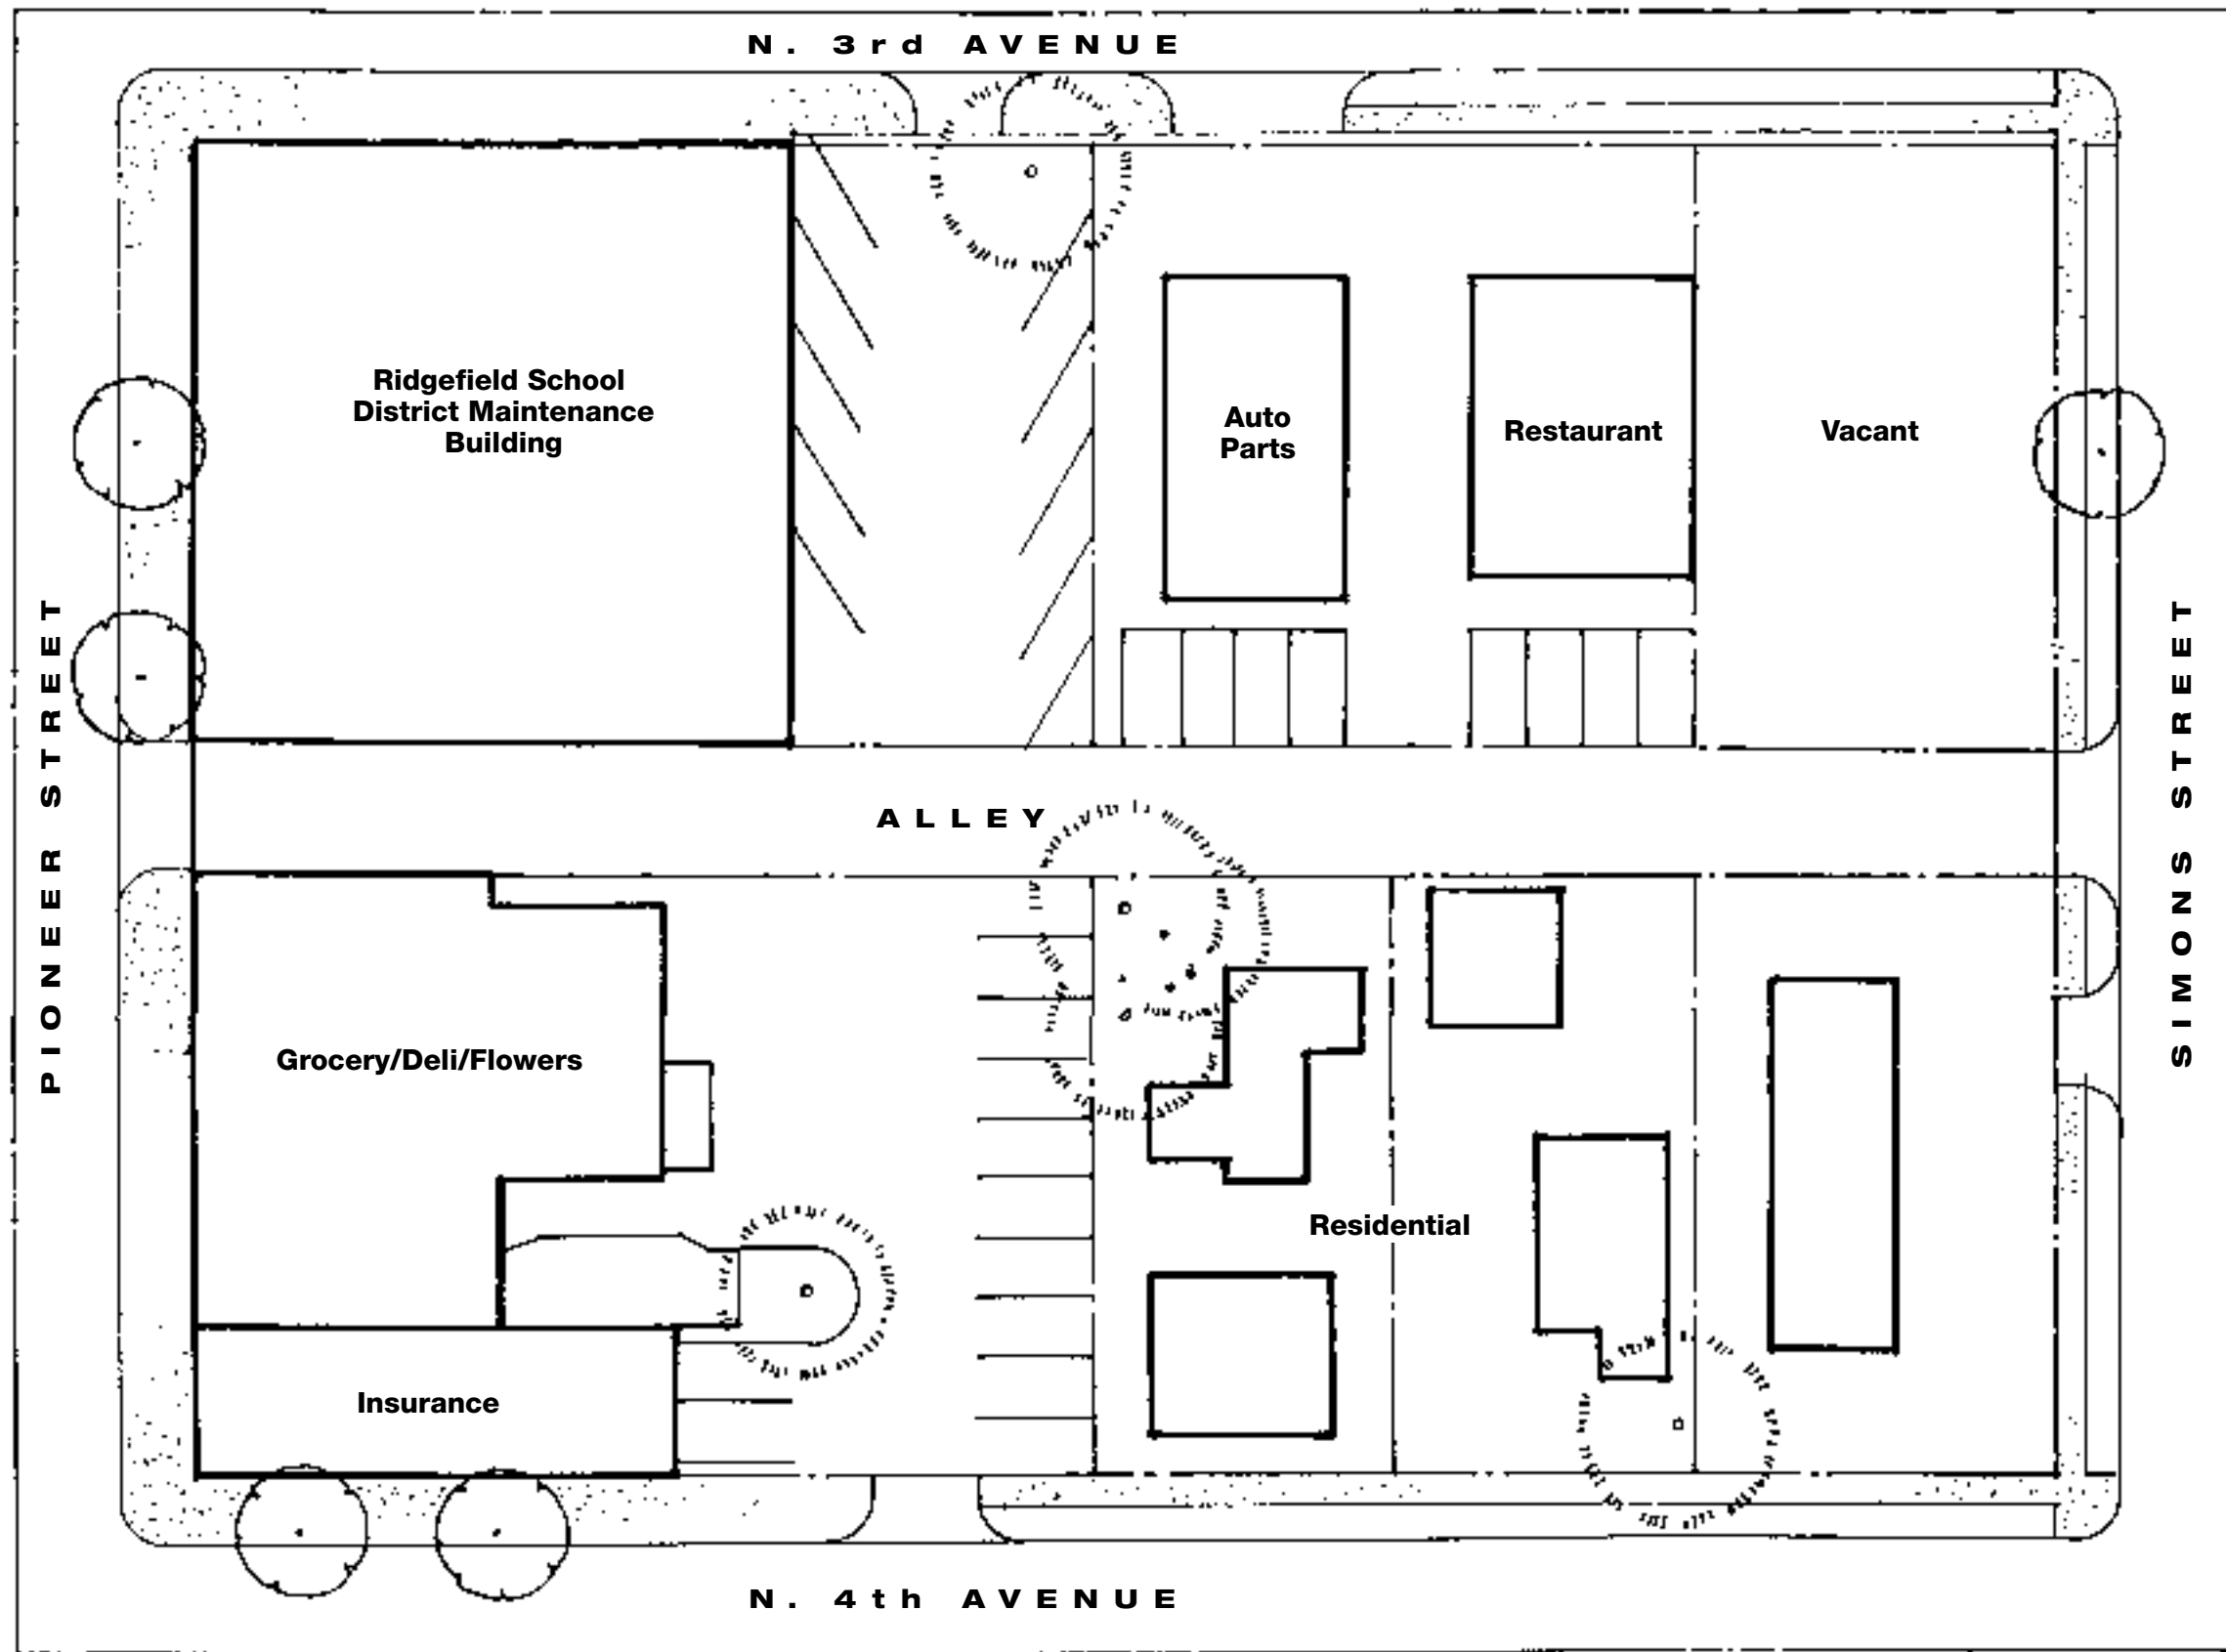 N. 3rd AVENUE
Ridgefield School
District Maintenance
Building
Auto
Parts
Restaurant
Vacant
PIONEER STREET
SIMONS STREET
ALLEY
Grocery/Deli/Flowers
Residential
Insurance
N. 4th AVENUE